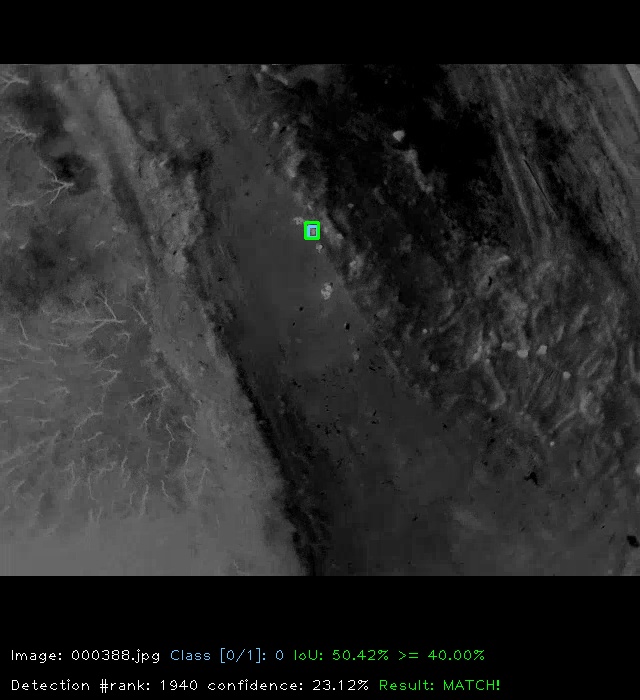 Image: 000388.jpg Class [0/1]: 0 IoU: 50.42% >= 40.00%
Detection #rank: 1940 confidence: 23.12% Result: MATCH!